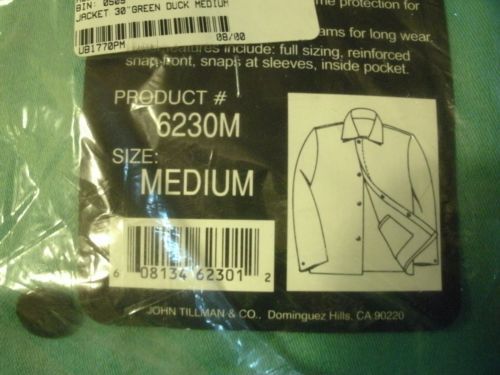 BIN: 0509
JACKET 30"GREEN DUCK MEDIUM
UB1770PM 08/00
me protection for
ams for long wear.
features include: full sizing, reinforced
snap front, snaps at sleeves, inside pocket.
PRODUCT #
6230M
SIZE:
MEDIUM
6 08134 62301 2
JOHN TILLMAN & CO., Dominguez Hills, CA 90220